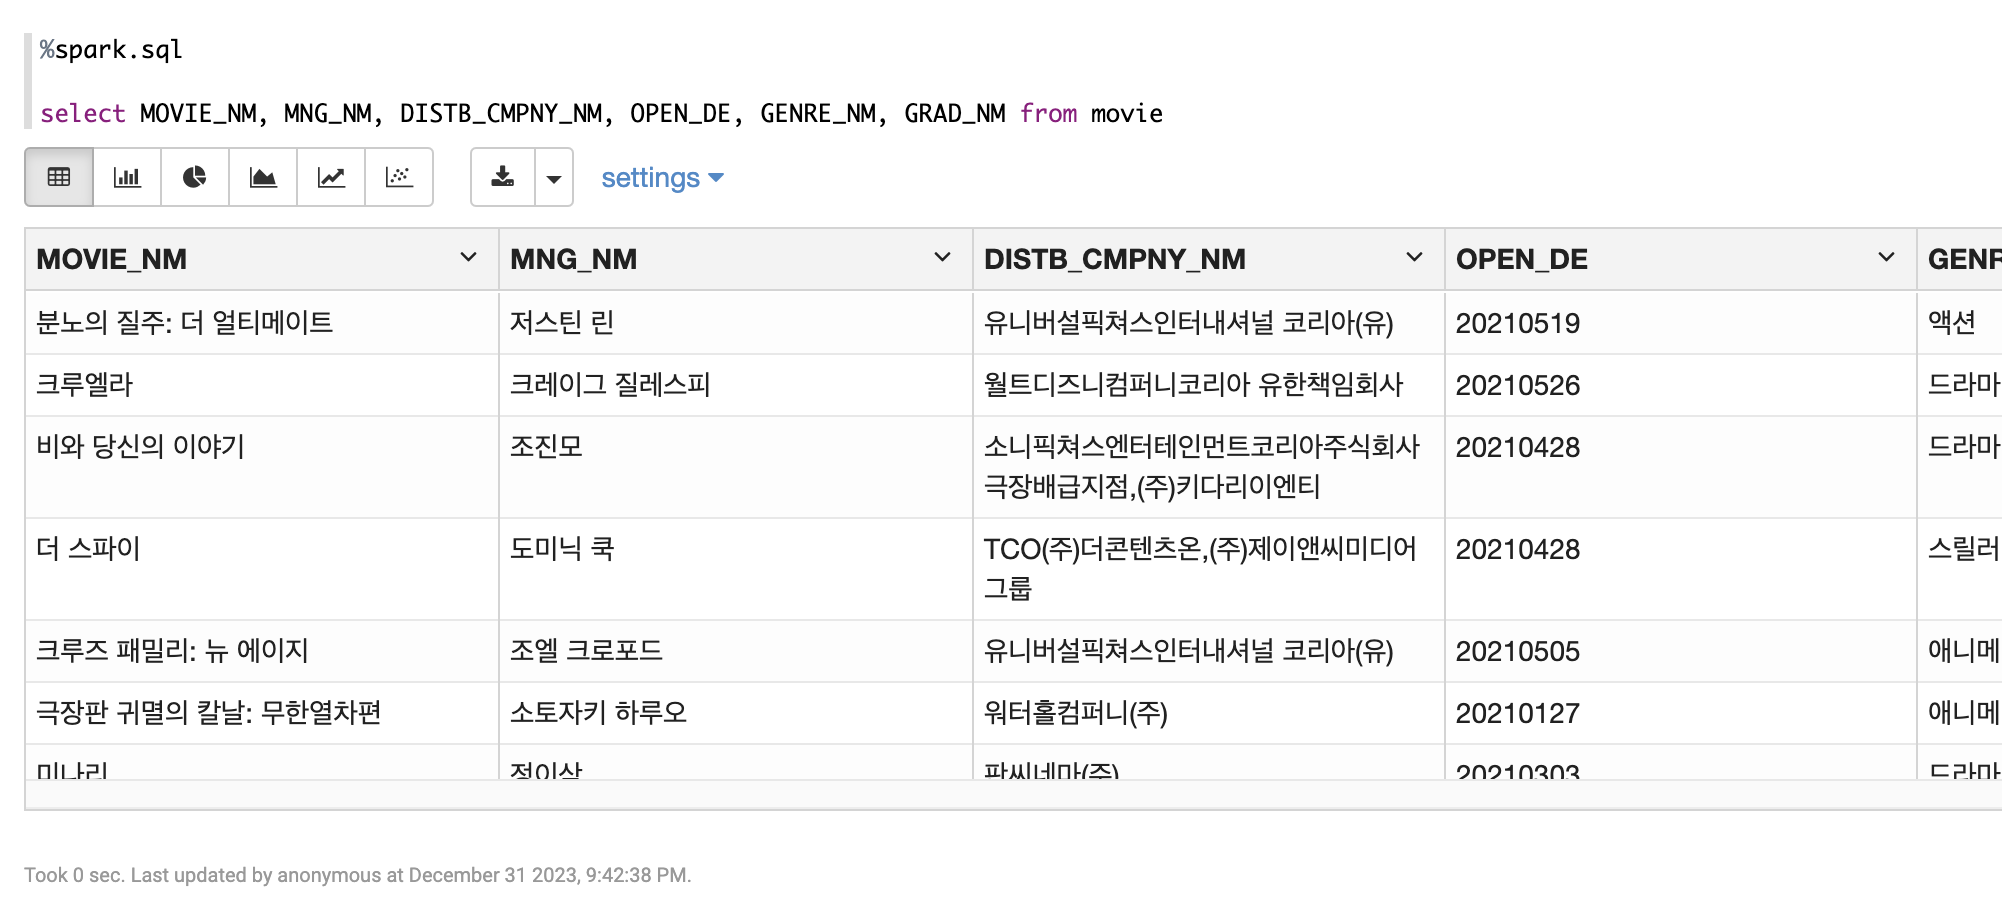 %spark.sql
select MOVIE_NM, MNG_NM, DISTB_CMPNY_NM, OPEN_DE, GENRE_NM, GRAD_NM from movie
settings
MOVIE_NM MNG_NM DISTB_CMPNY_NM OPEN_DE GENR
분노의 질주: 더 얼티메이트 저스틴 린 유니버설픽쳐스인터내셔널 코리아(유) 20210519 액션
크루엘라 크레이그 질레스피 월트디즈니컴퍼니코리아 유한책임회사 20210526 드라마
비와 당신의 이야기 조진모 소니픽쳐스엔터테인먼트코리아주식회사 20210428 드라마
극장배급지점,(주)키다리이엔티
더 스파이 도미닉 쿡 TCO(주)더콘텐츠온,(주)제이앤씨미디어 20210428 스릴러
그룹
크루즈 패밀리: 뉴 에이지 조엘 크로포드 유니버설픽쳐스인터내셔널 코리아(유) 20210505 애니메
극장판 귀멸의 칼날: 무한열차편 소토자키 하루오 워터홀컴퍼니(주) 20210127 애니메
미나리 정이삭 판씨네마(주) 20210303 드라마
Took 0 sec. Last updated by anonymous at December 31 2023, 9:42:38 PM.